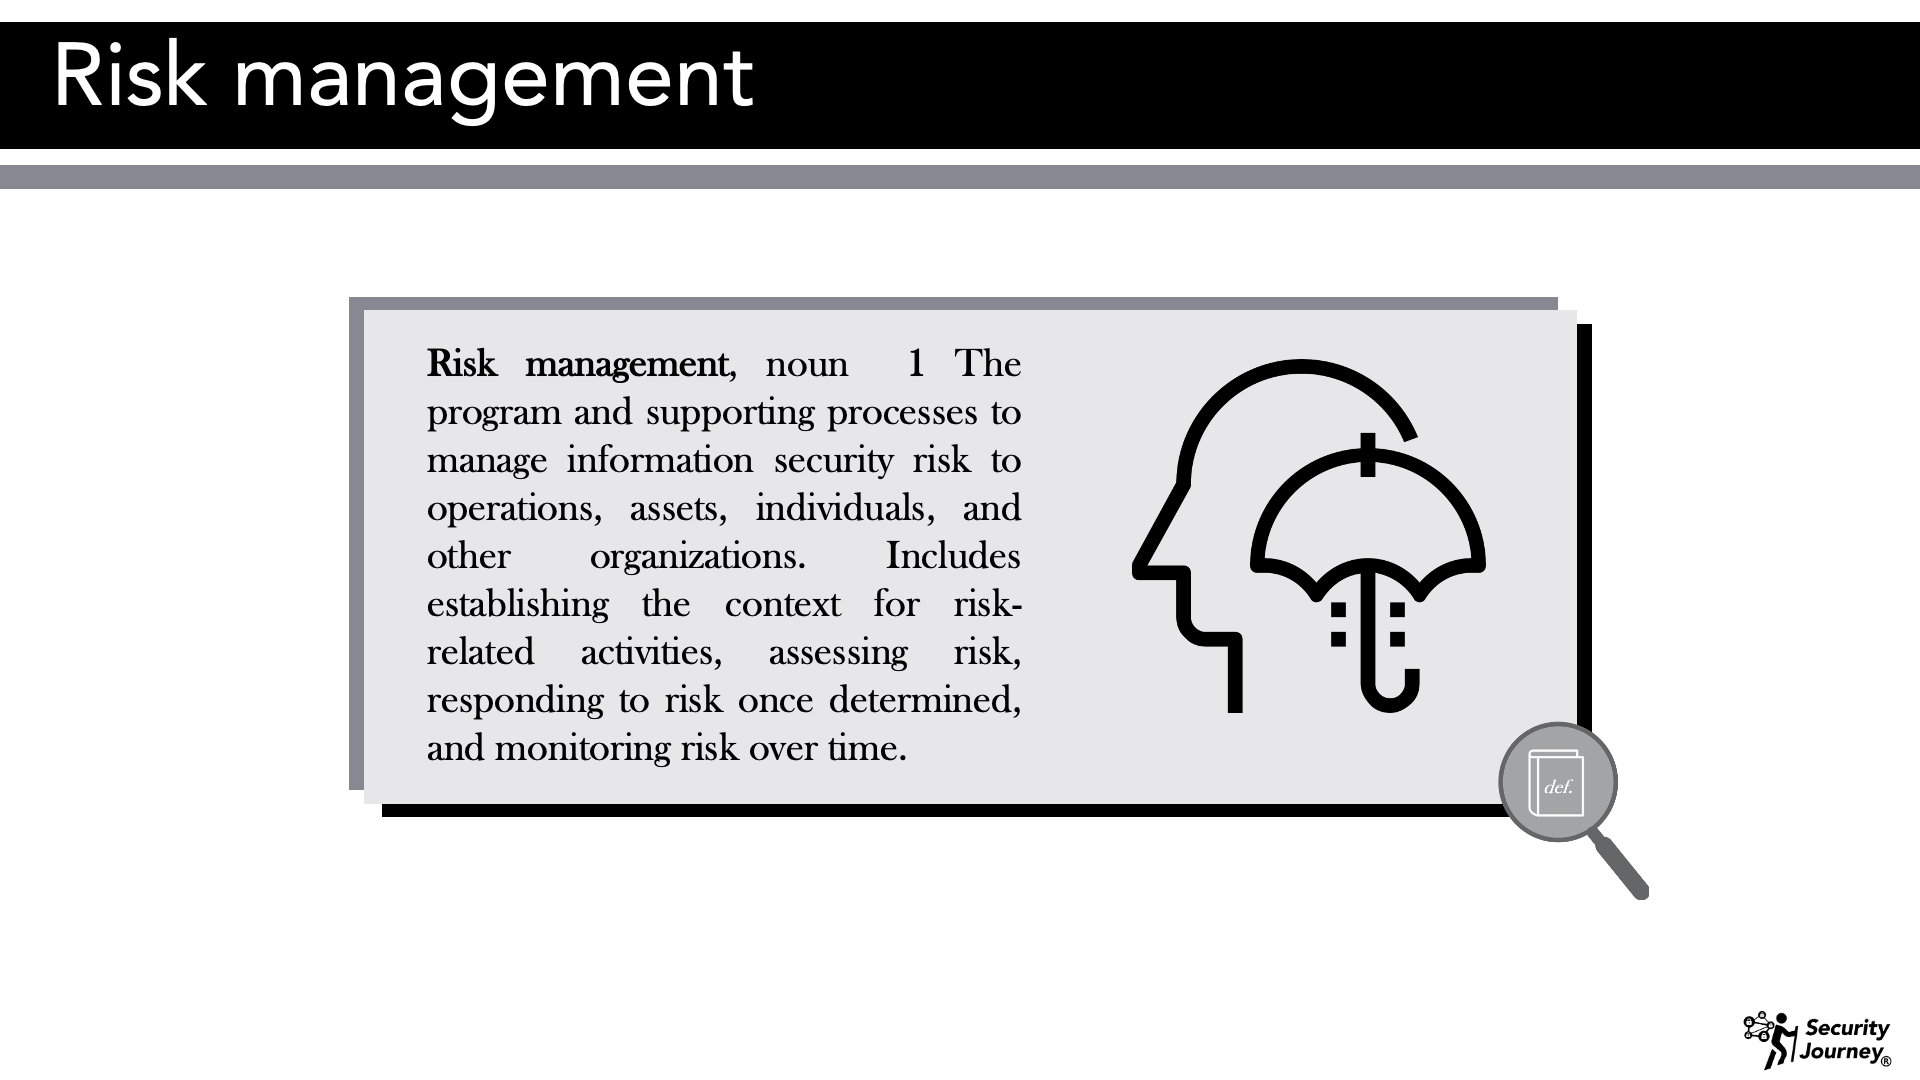 Risk management
Risk management, noun 1 The
program and supporting processes to
manage information security risk to
operations, assets, individuals, and
other organizations. Includes
establishing the context for risk-
related activities, assessing risk,
responding to risk once determined,
and monitoring risk over time.
def.
Security
Journey®